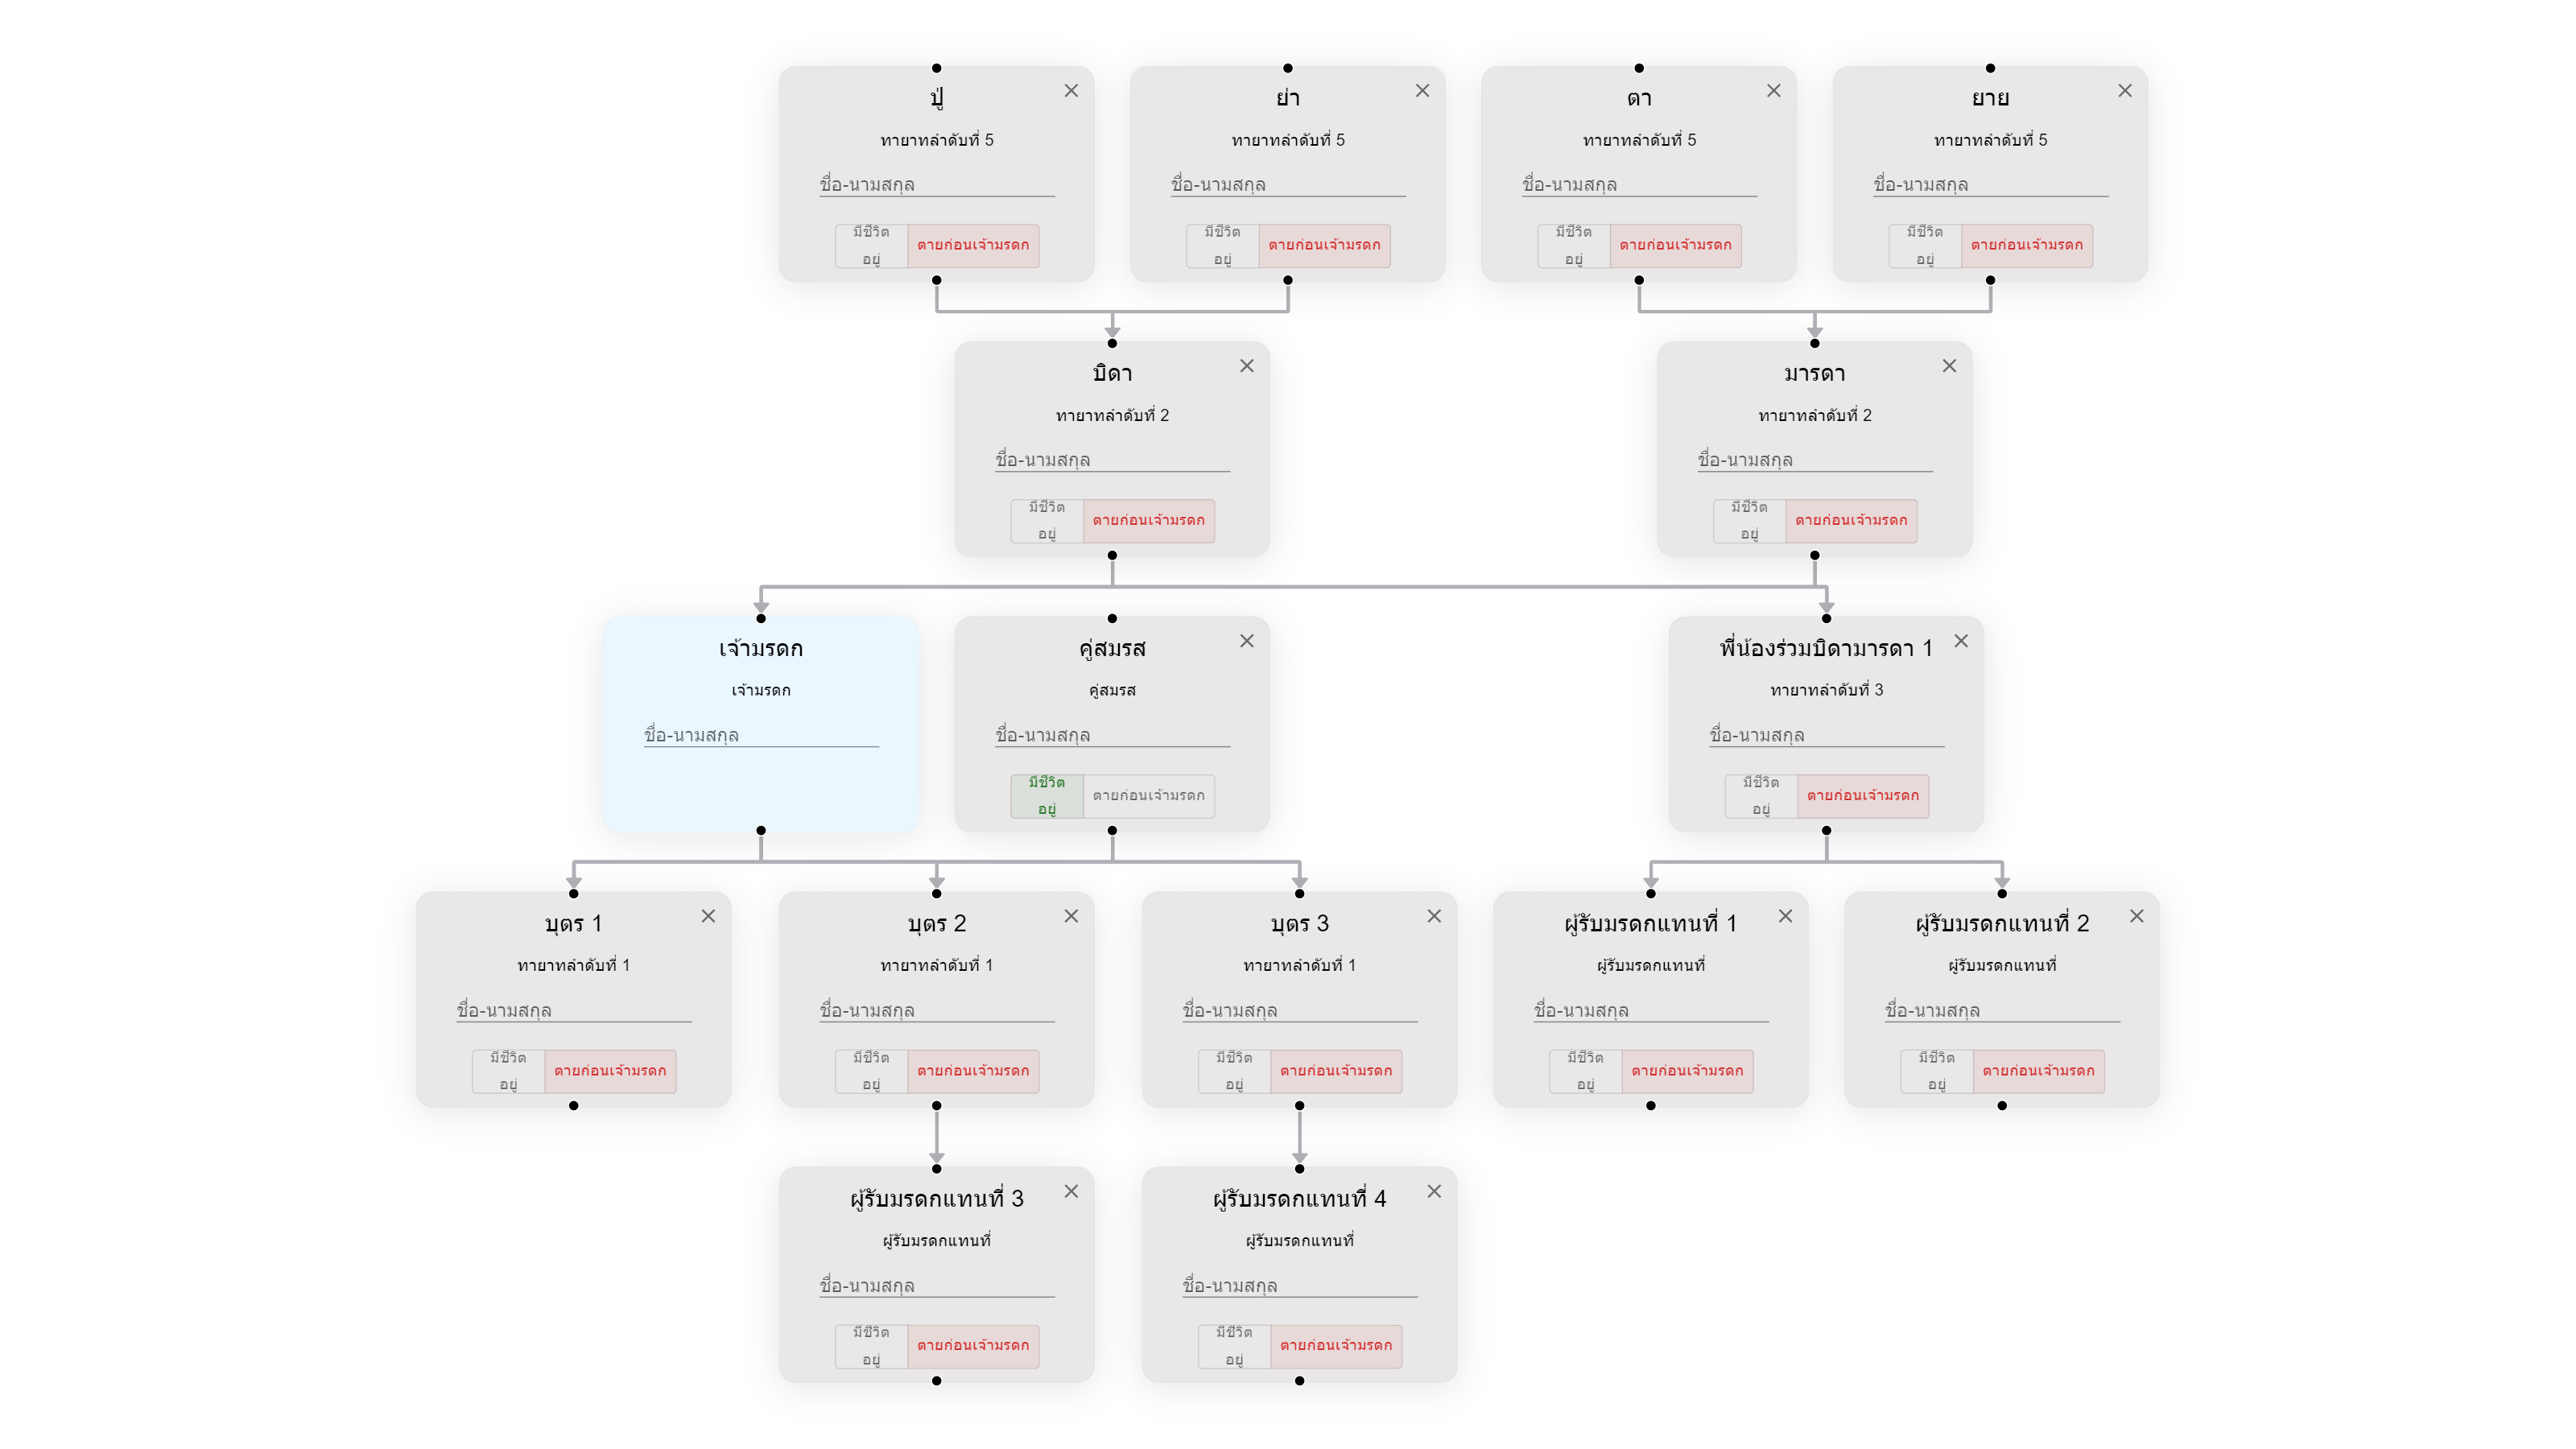 ปู่
ทายาทลำดับที่ 5
ชื่อ-นามสกุล
มีชีวิต
อยู่
ตายก่อนเจ้ามรดก
ย่า
ทายาทลำดับที่ 5
ชื่อ-นามสกุล
มีชีวิต
อยู่
ตายก่อนเจ้ามรดก
ตา
ทายาทลำดับที่ 5
ชื่อ-นามสกุล
มีชีวิต
อยู่
ตายก่อนเจ้ามรดก
ยาย
ทายาทลำดับที่ 5
ชื่อ-นามสกุล
มีชีวิต
อยู่
ตายก่อนเจ้ามรดก
บิดา
ทายาทลำดับที่ 2
ชื่อ-นามสกุล
มีชีวิต
อยู่
ตายก่อนเจ้ามรดก
มารดา
ทายาทลำดับที่ 2
ชื่อ-นามสกุล
มีชีวิต
อยู่
ตายก่อนเจ้ามรดก
เจ้ามรดก
เจ้ามรดก
ชื่อ-นามสกุล
คู่สมรส
คู่สมรส
ชื่อ-นามสกุล
มีชีวิต
อยู่
ตายก่อนเจ้ามรดก
พี่น้องร่วมบิดามารดา 1
ทายาทลำดับที่ 3
ชื่อ-นามสกุล
มีชีวิต
อยู่
ตายก่อนเจ้ามรดก
บุตร 1
ทายาทลำดับที่ 1
ชื่อ-นามสกุล
มีชีวิต
อยู่
ตายก่อนเจ้ามรดก
บุตร 2
ทายาทลำดับที่ 1
ชื่อ-นามสกุล
มีชีวิต
อยู่
ตายก่อนเจ้ามรดก
บุตร 3
ทายาทลำดับที่ 1
ชื่อ-นามสกุล
มีชีวิต
อยู่
ตายก่อนเจ้ามรดก
ผู้รับมรดกแทนที่ 1
ผู้รับมรดกแทนที่
ชื่อ-นามสกุล
มีชีวิต
อยู่
ตายก่อนเจ้ามรดก
ผู้รับมรดกแทนที่ 2
ผู้รับมรดกแทนที่
ชื่อ-นามสกุล
มีชีวิต
อยู่
ตายก่อนเจ้ามรดก
ผู้รับมรดกแทนที่ 3
ผู้รับมรดกแทนที่
ชื่อ-นามสกุล
มีชีวิต
อยู่
ตายก่อนเจ้ามรดก
ผู้รับมรดกแทนที่ 4
ผู้รับมรดกแทนที่
ชื่อ-นามสกุล
มีชีวิต
อยู่
ตายก่อนเจ้ามรดก